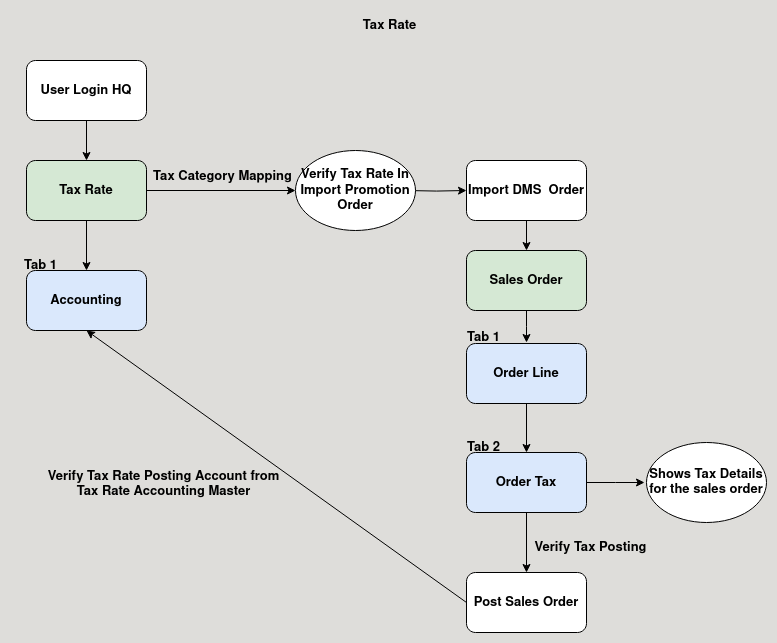 Tax Rate
User Login HQ
Tax Rate
Tax Category Mapping
Verify Tax Rate In
Import Promotion
Order
Import DMS  Order
Tab 1
Accounting
Sales Order
Tab 1
Order Line
Tab 2
Order Tax
Shows Tax Details
for the sales order
Verify Tax Rate Posting Account from
Tax Rate Accounting Master
Verify Tax Posting
Post Sales Order